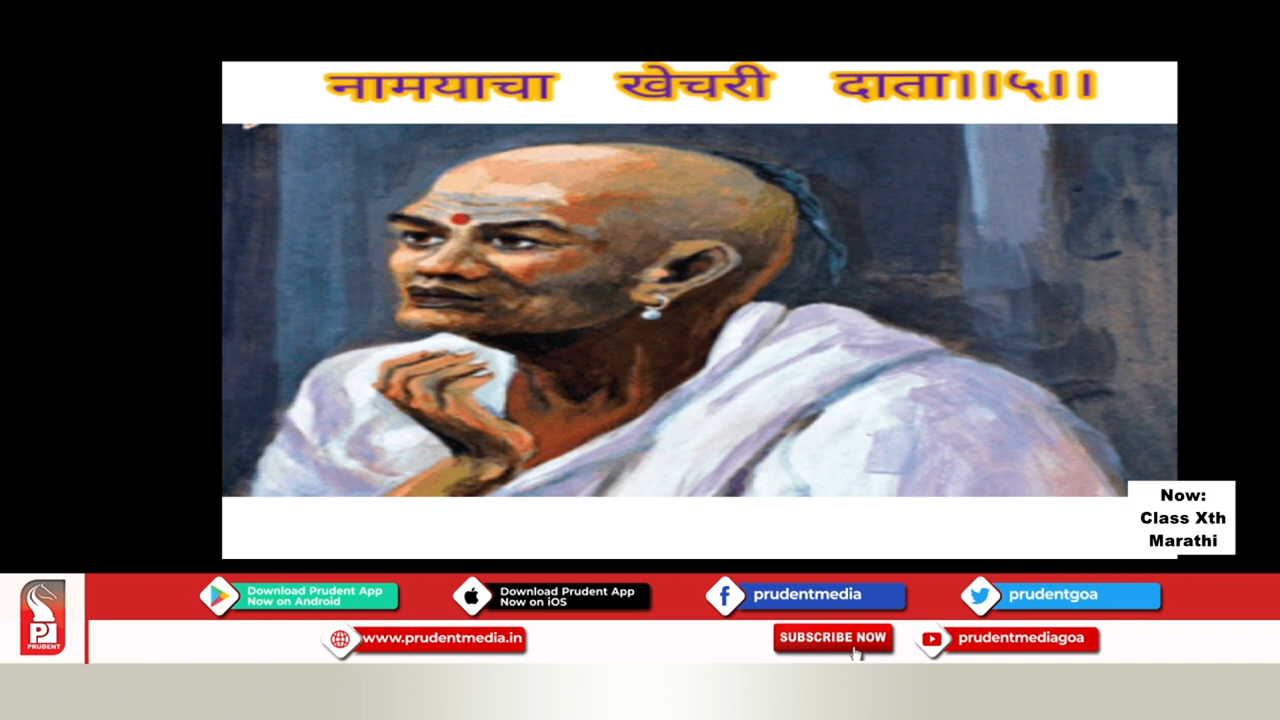 नामयाचा खेचरी दाता।।५।।
Now:
Class Xth
Marathi
Download Prudent App
Now on Android
Download Prudent App
Now on iOS
prudentmedia
prudentgoa
PRUDENT
www.prudentmedia.in
SUBSCRIBE NOW
prudentmediagoa